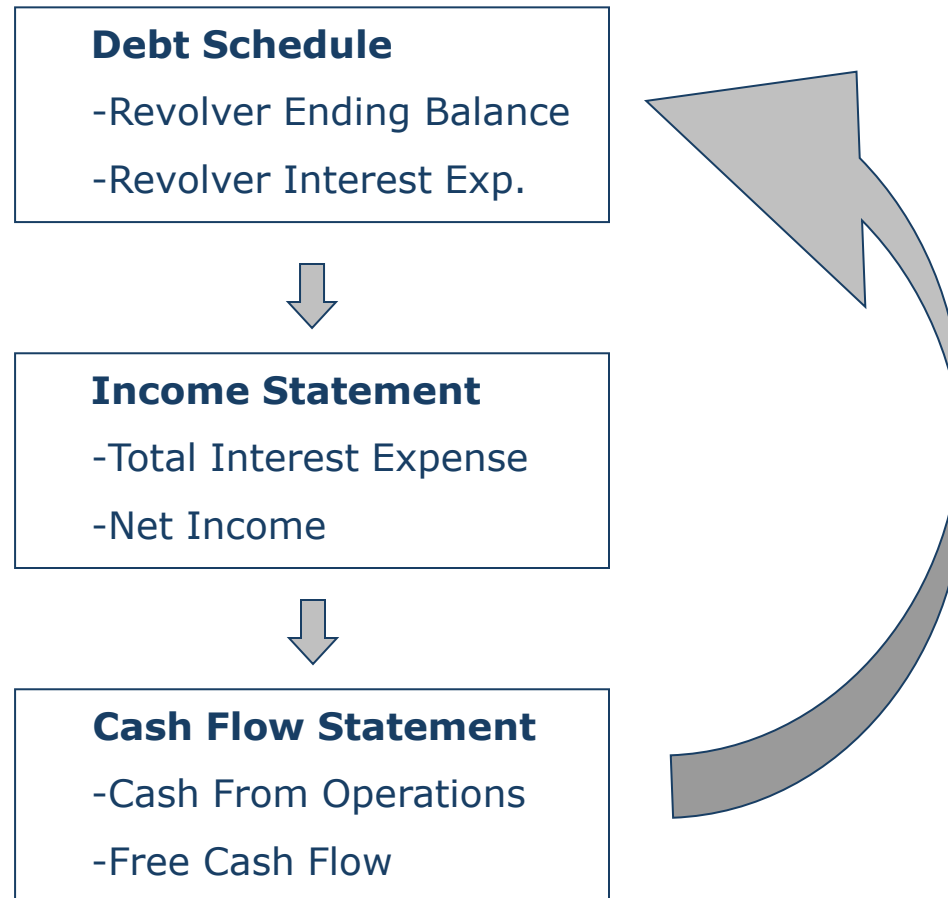 Debt Schedule
-Revolver Ending Balance
-Revolver Interest Exp.
Income Statement
-Total Interest Expense
-Net Income
Cash Flow Statement
-Cash From Operations
-Free Cash Flow